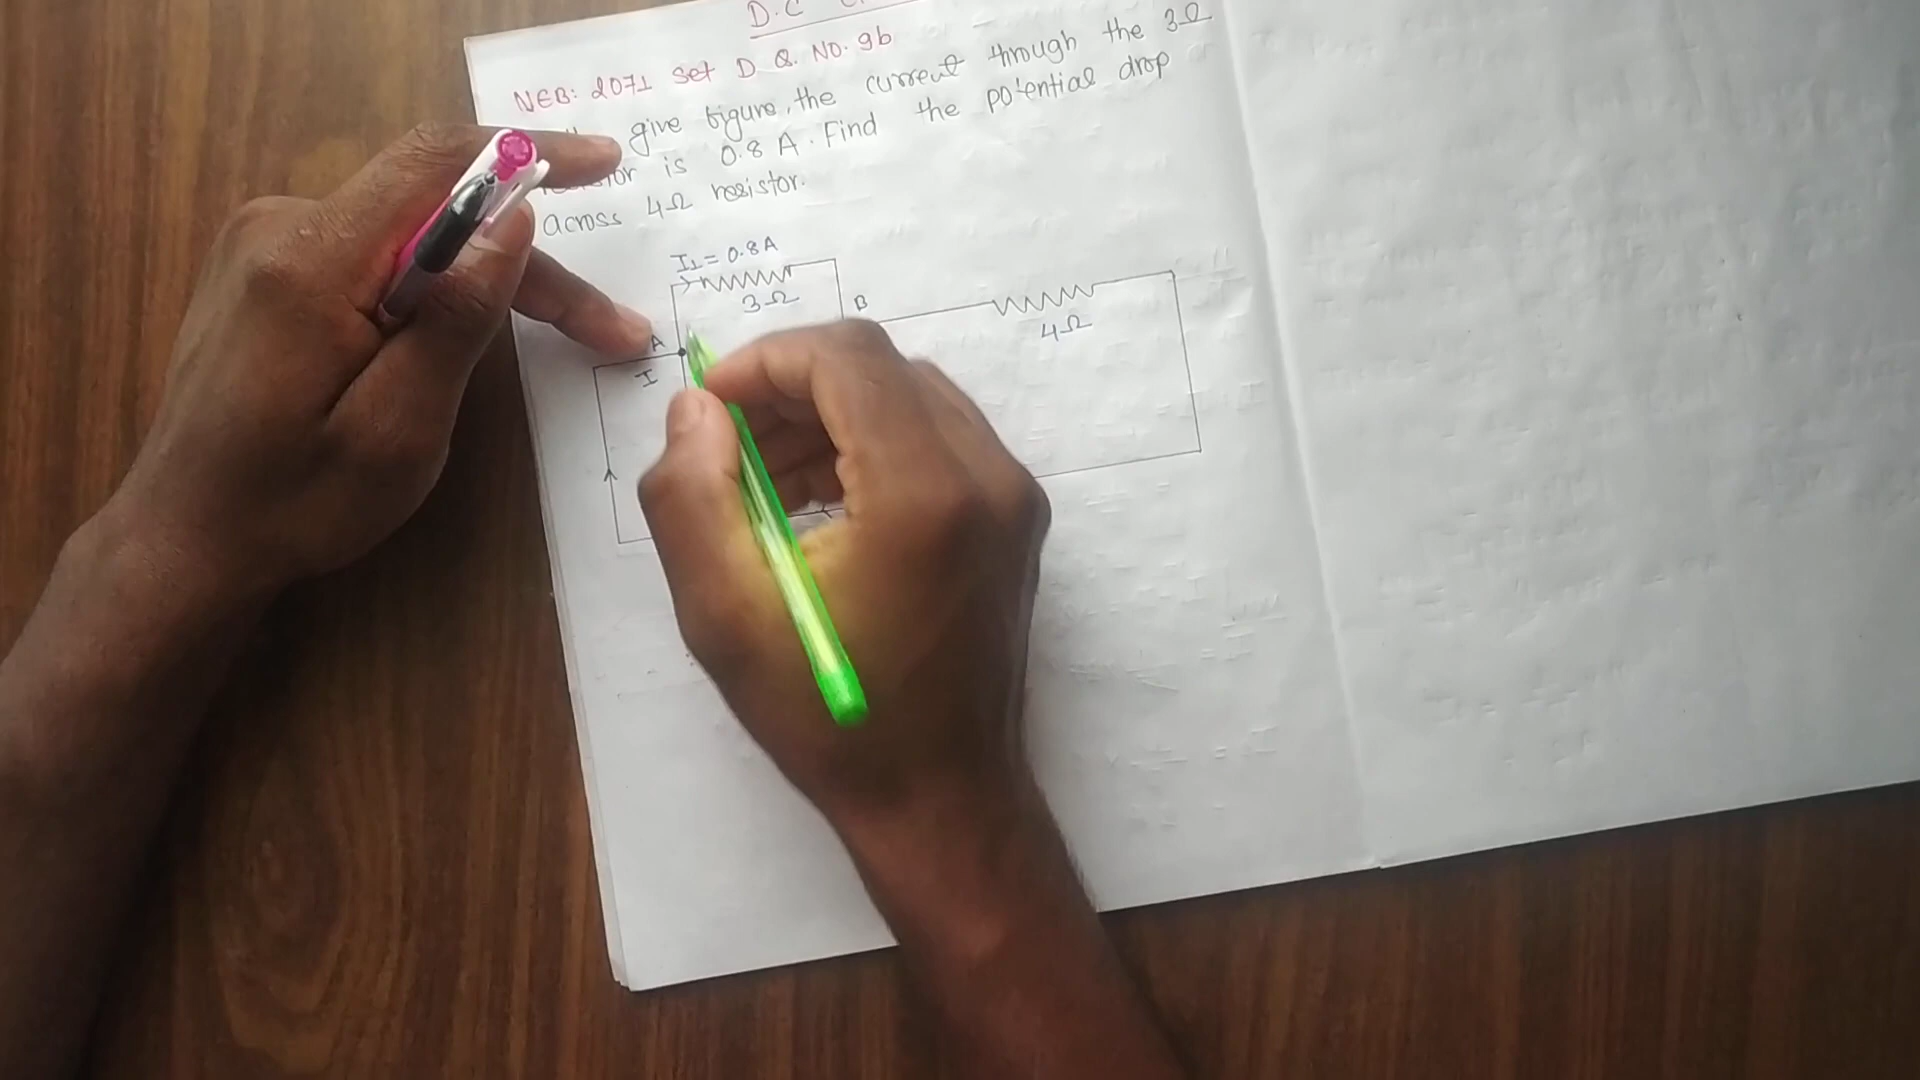 D.C
NEB: 2071 Set D Q. NO. 9b
give figure, the current through the 3Ω
is 0.8 A. Find the potential drop
across 4Ω resistor.
I1 = 0.8A
3Ω
B
4Ω
A
I